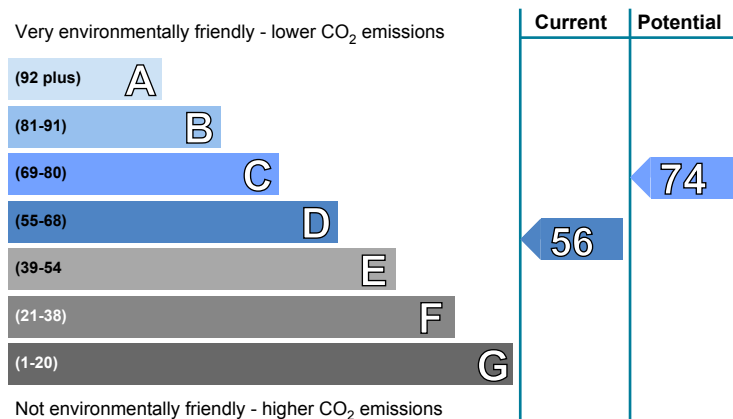 Current Potential
Very environmentally friendly - lower CO₂ emissions
(92 plus) A
(81-91) B
(69-80) C
74
(55-68) D
56
(39-54 E
(21-38) F
(1-20) G
Not environmentally friendly - higher CO₂ emissions